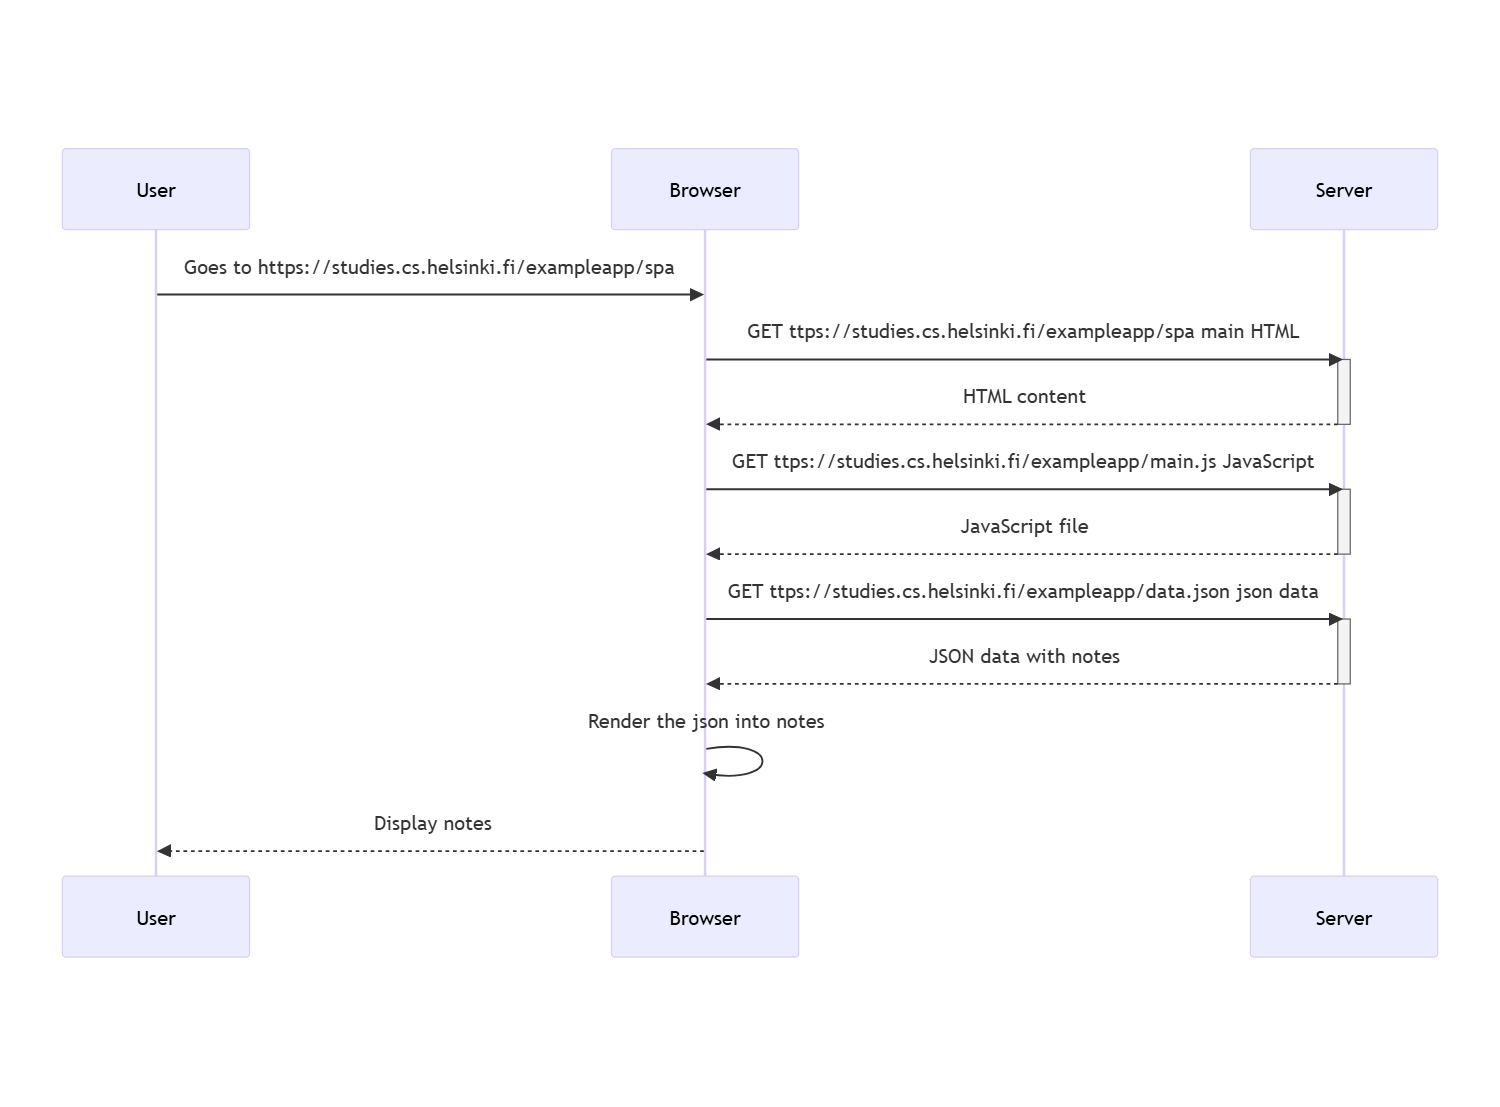 User
Browser
Server
Goes to https://studies.cs.helsinki.fi/exampleapp/spa
GET ttps://studies.cs.helsinki.fi/exampleapp/spa main HTML
HTML content
GET ttps://studies.cs.helsinki.fi/exampleapp/main.js JavaScript
JavaScript file
GET ttps://studies.cs.helsinki.fi/exampleapp/data.json json data
JSON data with notes
Render the json into notes
Display notes
User
Browser
Server